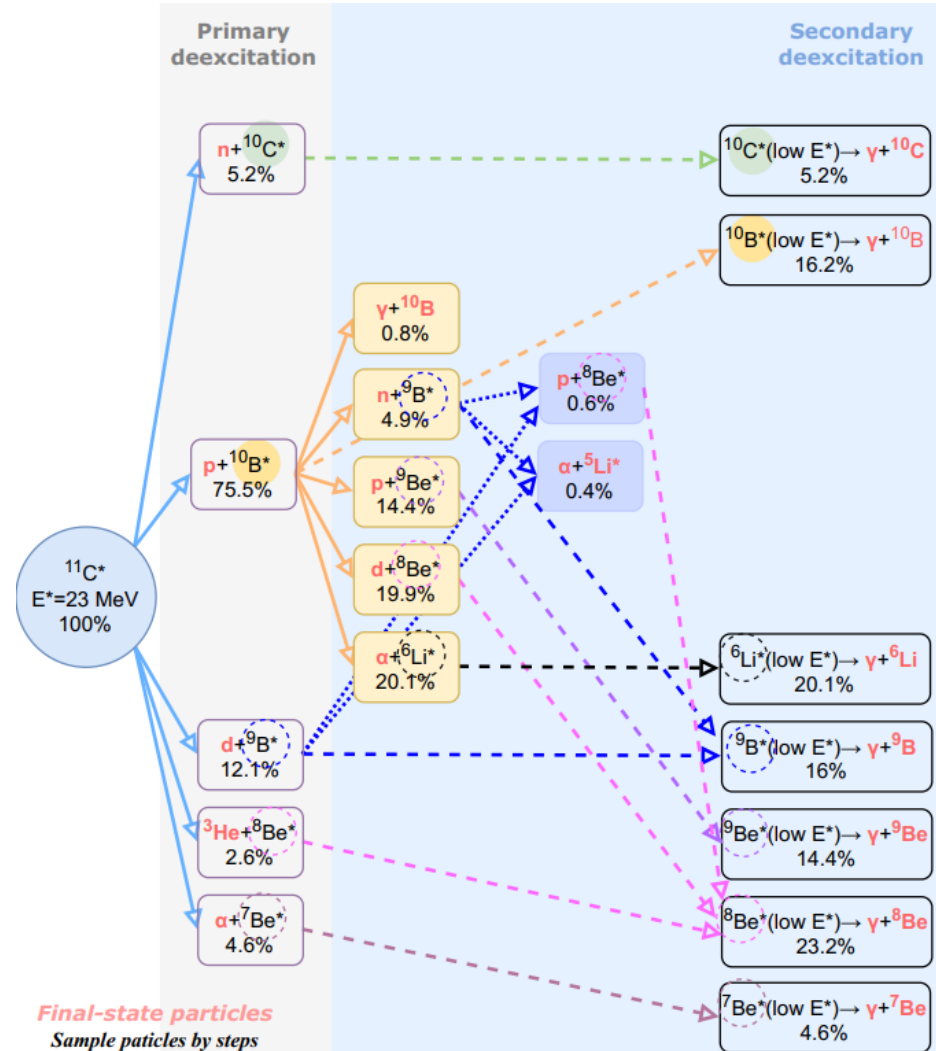 Primary
deexcitation
Secondary
deexcitation
n+¹⁰C*
5.2%
¹⁰C*(low E*)→ γ+¹⁰C
5.2%
¹⁰B*(low E*)→ γ+¹⁰B
16.2%
γ+¹⁰B
0.8%
n+⁹B*
4.9%
p+⁸Be*
0.6%
p+¹⁰B*
75.5%
p+⁹Be*
14.4%
α+⁵Li*
0.4%
d+⁸Be*
19.9%
¹¹C*
E*=23 MeV
100%
α+⁶Li*
20.1%
⁶Li*(low E*)→ γ+⁶Li
20.1%
d+⁹B*
12.1%
⁹B*(low E*)→ γ+⁹B
16%
³He+⁸Be*
2.6%
⁹Be*(low E*)→ γ+⁹Be
14.4%
α+⁷Be*
4.6%
⁸Be*(low E*)→ γ+⁸Be
23.2%
⁷Be*(low E*)→ γ+⁷Be
4.6%
Final-state particles
Sample paticles by steps